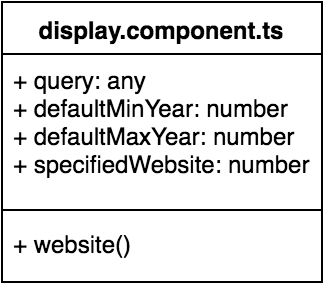 display.component.ts
+ query: any
+ defaultMinYear: number
+ defaultMaxYear: number
+ specifiedWebsite: number
+ website()